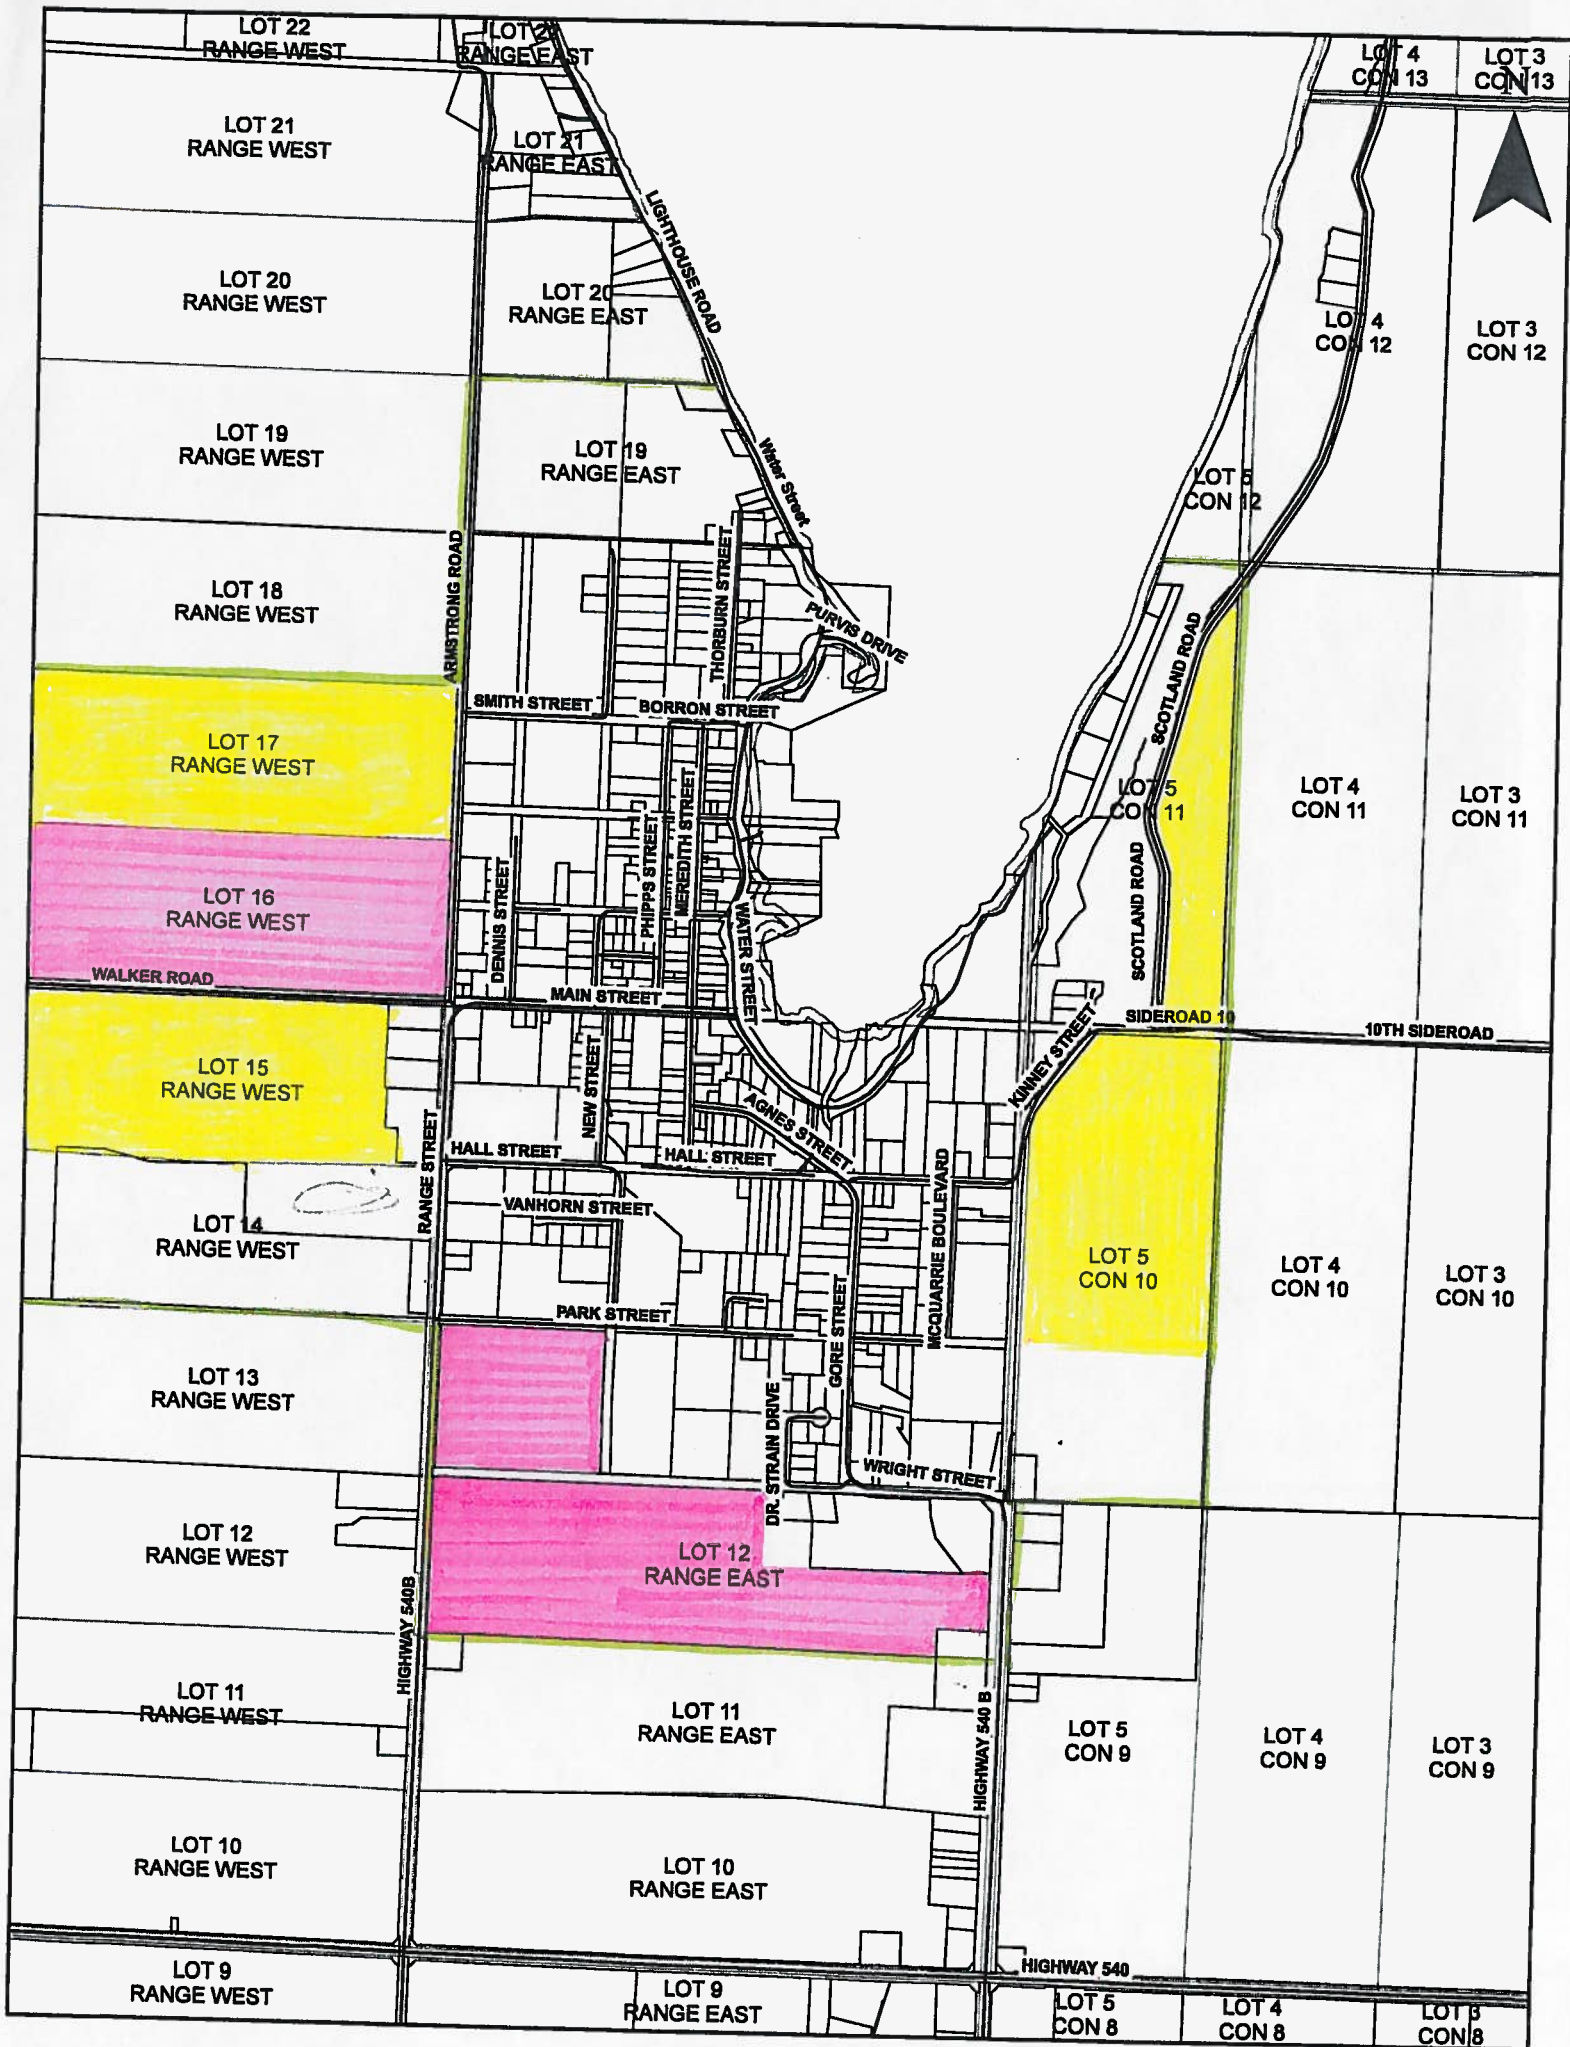 LOT 22
RANGE WEST
RANGE EAST
LOT 4
CON 13
LOT 3
CON 13
N
LOT 21
RANGE WEST
LOT 21
RANGE EAST
LIGHTHOUSE ROAD
LOT 20
RANGE WEST
LOT 20
RANGE EAST
LOT 4
CON 12
LOT 3
CON 12
LOT 19
RANGE WEST
LOT 19
RANGE EAST
Water Street
LOT 5
CON 12
ARMSTRONG ROAD
THORBURN STREET
LOT 18
RANGE WEST
PURVIS DRIVE
SCOTLAND ROAD
SMITH STREET
BORRON STREET
LOT 17
RANGE WEST
LOT 5
CON 11
LOT 4
CON 11
LOT 3
CON 11
PHIPPS STREET
MEREDITH STREET
DENNIS STREET
SCOTLAND ROAD
LOT 16
RANGE WEST
WATER STREET
WALKER ROAD
MAIN STREET
SIDEROAD 10
10TH SIDEROAD
KINNEY STREET
LOT 15
RANGE WEST
NEW STREET
AGNES STREET
RANGE STREET
HALL STREET
HALL STREET
MCQUARRIE BOULEVARD
VANHORN STREET
LOT 14
RANGE WEST
LOT 5
CON 10
LOT 4
CON 10
LOT 3
CON 10
PARK STREET
GORE STREET
LOT 13
RANGE WEST
DR. STRAIN DRIVE
WRIGHT STREET
LOT 12
RANGE WEST
LOT 12
RANGE EAST
HIGHWAY 540B
LOT 11
RANGE WEST
LOT 11
RANGE EAST
HIGHWAY 540 B
LOT 5
CON 9
LOT 4
CON 9
LOT 3
CON 9
LOT 10
RANGE WEST
LOT 10
RANGE EAST
HIGHWAY 540
LOT 9
RANGE WEST
LOT 9
RANGE EAST
LOT 5
CON 8
LOT 4
CON 8
LOT 3
CON 8